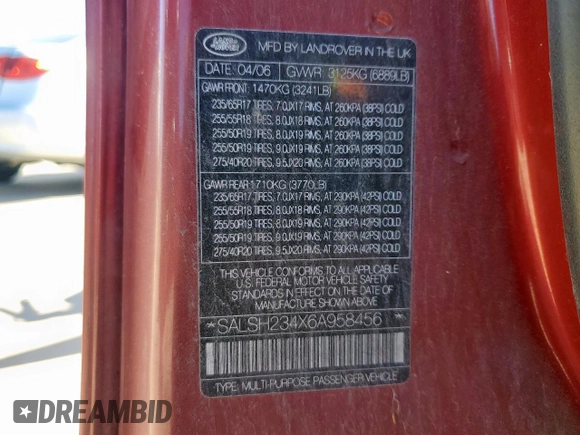 LAND ROVER
MFD BY LANDROVER IN THE UK
DATE 04/06 GVWR 3125KG (6889LB)
GAWR FRONT: 1470KG (3241LB)
235/65R17 TIRES, 7.0JX17 RIMS, AT 260KPA (38PSI) COLD
255/55R18 TIRES, 8.0JX18 RIMS, AT 260KPA (38PSI) COLD
255/50R19 TIRES, 8.0JX19 RIMS, AT 260KPA (38PSI) COLD
255/50R19 TIRES, 9.0JX19 RIMS, AT 260KPA (38PSI) COLD
275/40R20 TIRES, 9.5JX20 RIMS, AT 260KPA (38PSI) COLD
GAWR REAR 1710KG (3770LB)
235/65R17 TIRES, 7.0JX17 RIMS, AT 290KPA (42PSI) COLD
255/55R18 TIRES, 8.0JX18 RIMS, AT 290KPA (42PSI) COLD
255/50R19 TIRES, 8.0JX19 RIMS, AT 290KPA (42PSI) COLD
255/50R19 TIRES, 9.0JX19 RIMS, AT 290KPA (42PSI) COLD
275/40R20 TIRES, 9.5JX20 RIMS, AT 290KPA (42PSI) COLD
THIS VEHICLE CONFORMS TO ALL APPLICABLE
U.S. FEDERAL MOTOR VEHICLE SAFETY
AND BUMPER STANDARDS IN EFFECT ON THE
DATE OF MANUFACTURE SHOWN ABOVE
*SALSH234X6A958456*
TYPE: MULTI-PURPOSE PASSENGER VEHICLE
DREAMBID